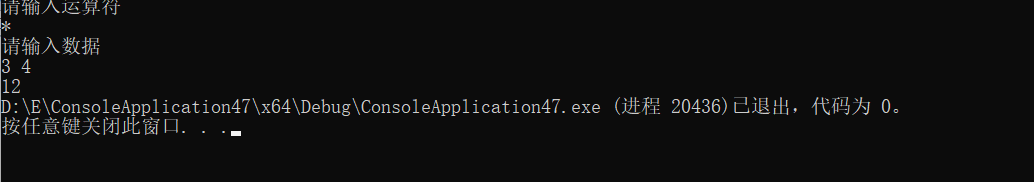 请输入运算符
*
请输入数据
3 4
12
D:\E\ConsoleApplication47\x64\Debug\ConsoleApplication47.exe (进程 20436)已退出，代码为 0。
按任意键关闭此窗口. . .